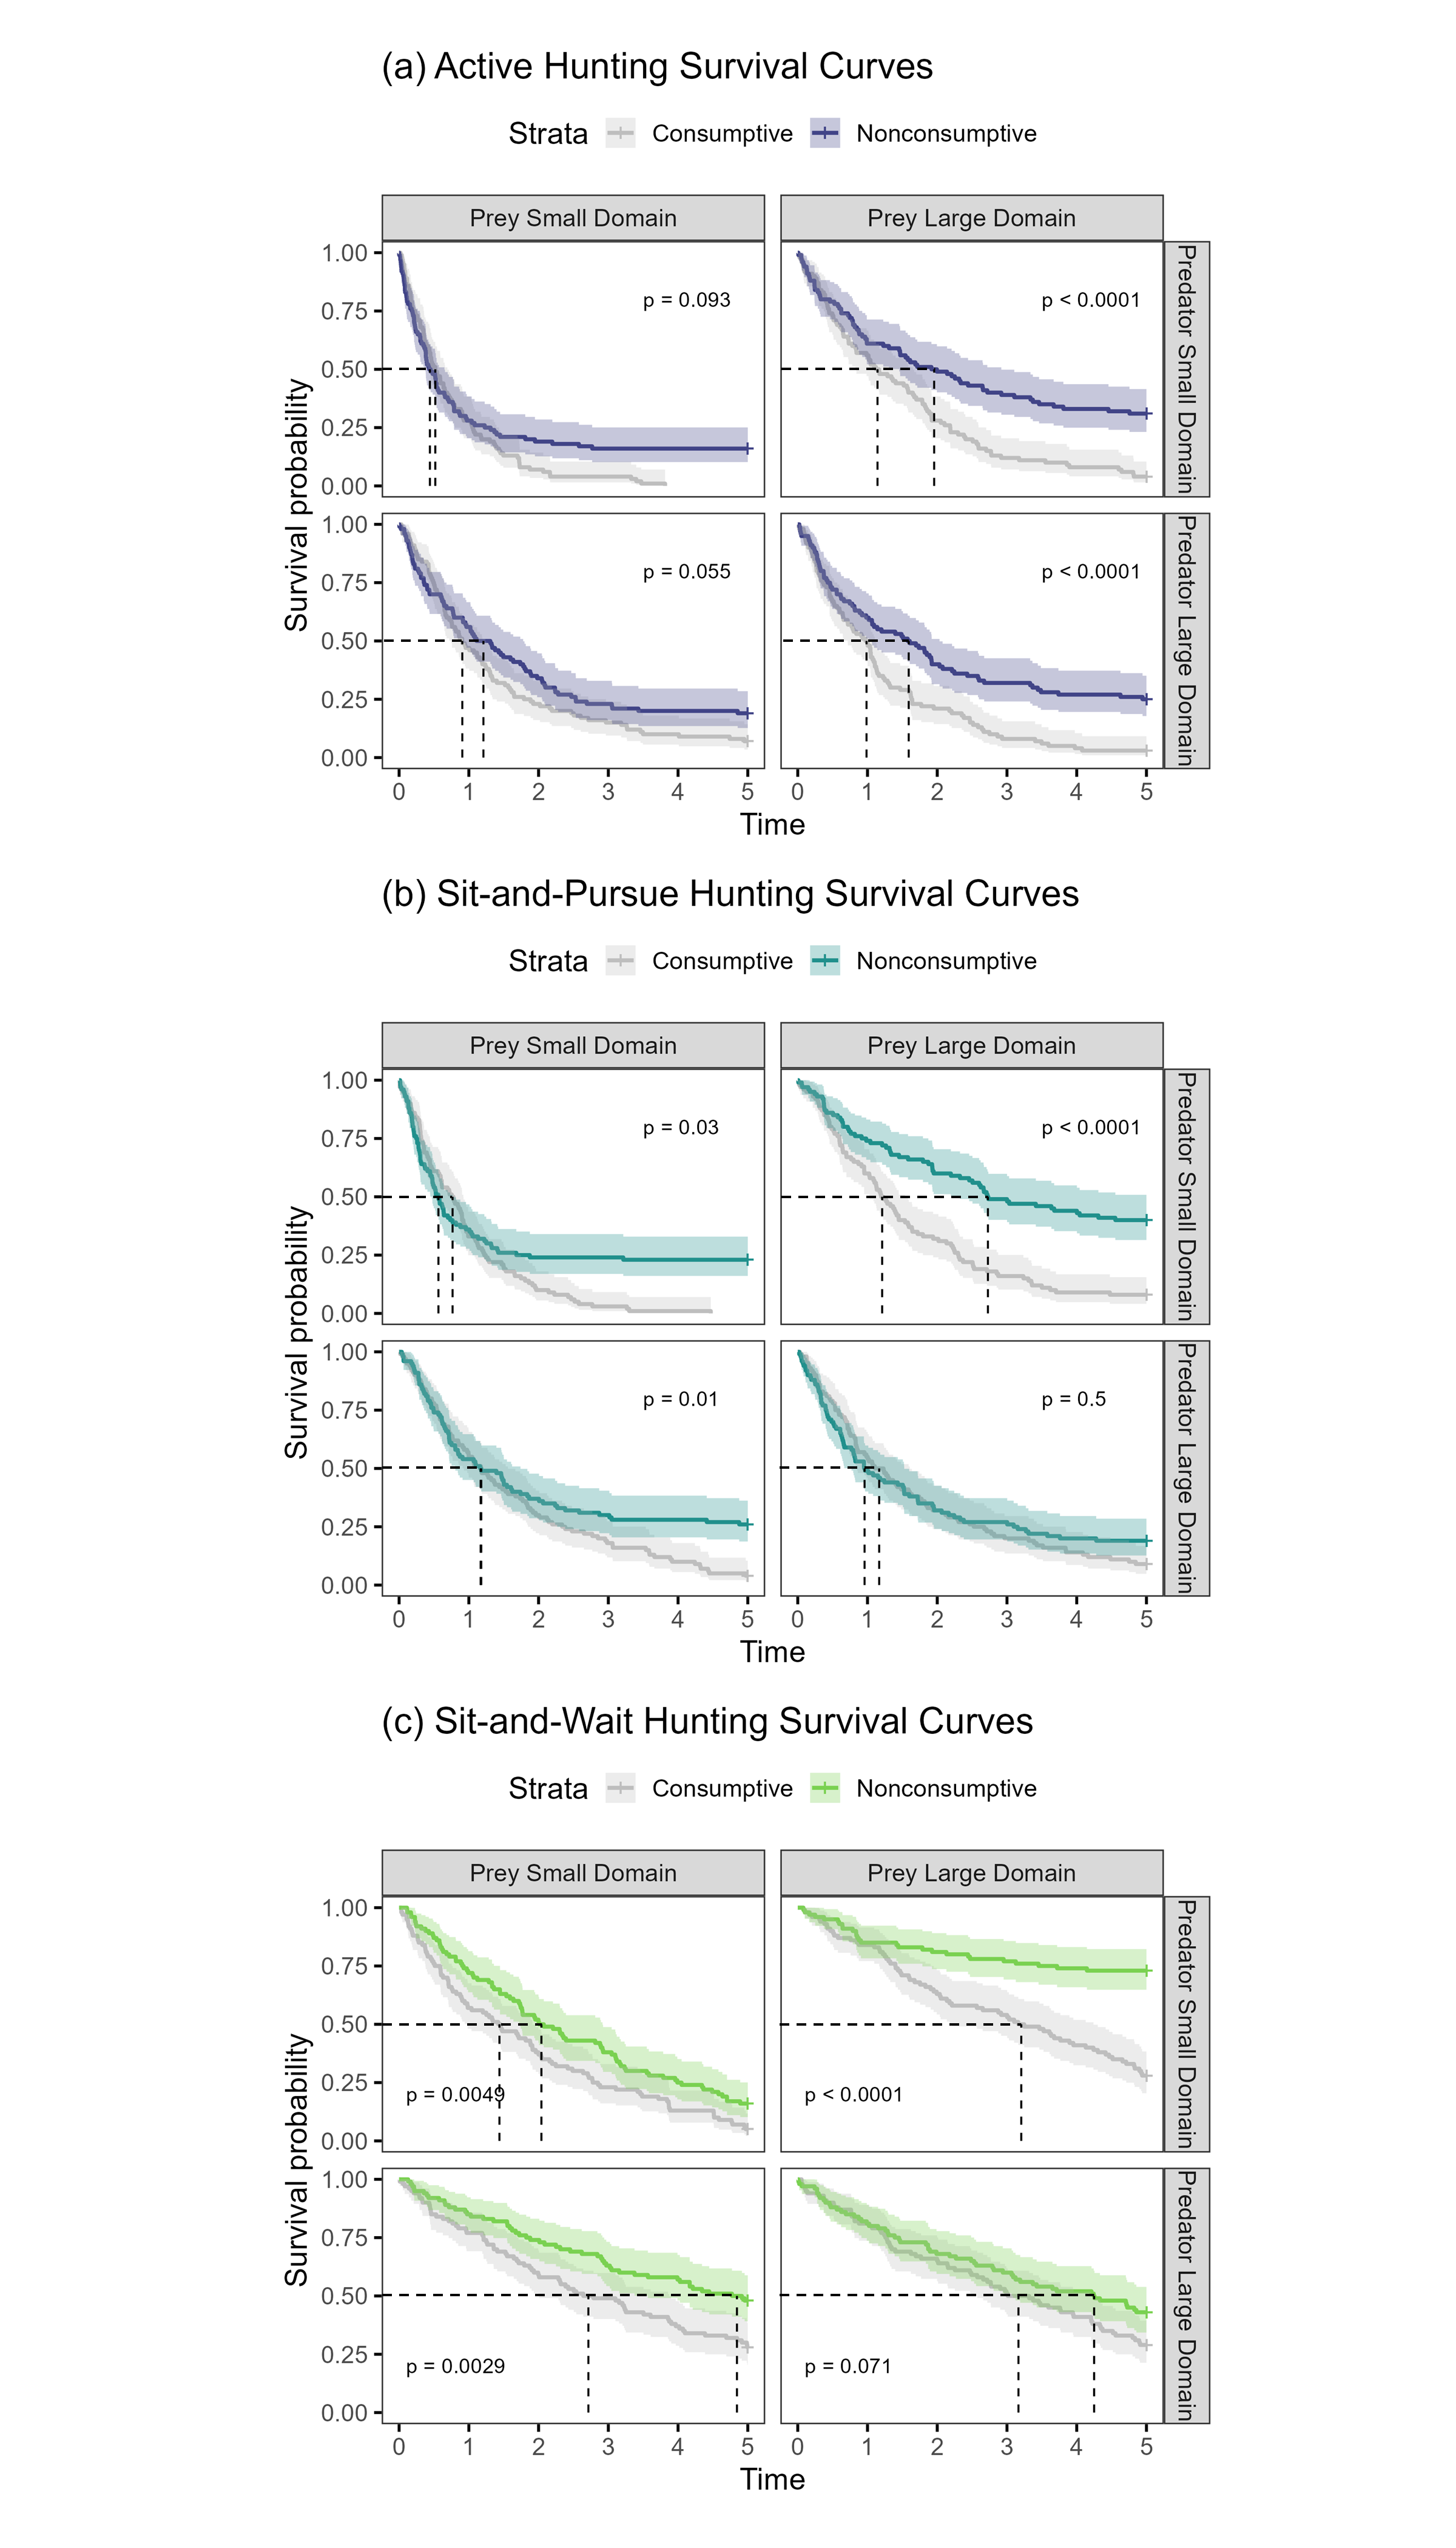 (a) Active Hunting Survival Curves
Strata Consumptive Nonconsumptive
Prey Small Domain Prey Large Domain
1.00
0.75
0.50
0.25
0.00
p = 0.093
p < 0.0001
Predator Small Domain
Survival probability
1.00
0.75
0.50
0.25
0.00
p = 0.055
p < 0.0001
Predator Large Domain
0 1 2 3 4 5 0 1 2 3 4 5
Time
(b) Sit-and-Pursue Hunting Survival Curves
Strata Consumptive Nonconsumptive
Prey Small Domain Prey Large Domain
1.00
0.75
0.50
0.25
0.00
p = 0.03
p < 0.0001
Predator Small Domain
Survival probability
1.00
0.75
0.50
0.25
0.00
p = 0.01
p = 0.5
Predator Large Domain
0 1 2 3 4 5 0 1 2 3 4 5
Time
(c) Sit-and-Wait Hunting Survival Curves
Strata Consumptive Nonconsumptive
Prey Small Domain Prey Large Domain
1.00
0.75
0.50
0.25
0.00
p = 0.0049
p < 0.0001
Predator Small Domain
Survival probability
1.00
0.75
0.50
0.25
0.00
p = 0.0029
p = 0.071
Predator Large Domain
0 1 2 3 4 5 0 1 2 3 4 5
Time